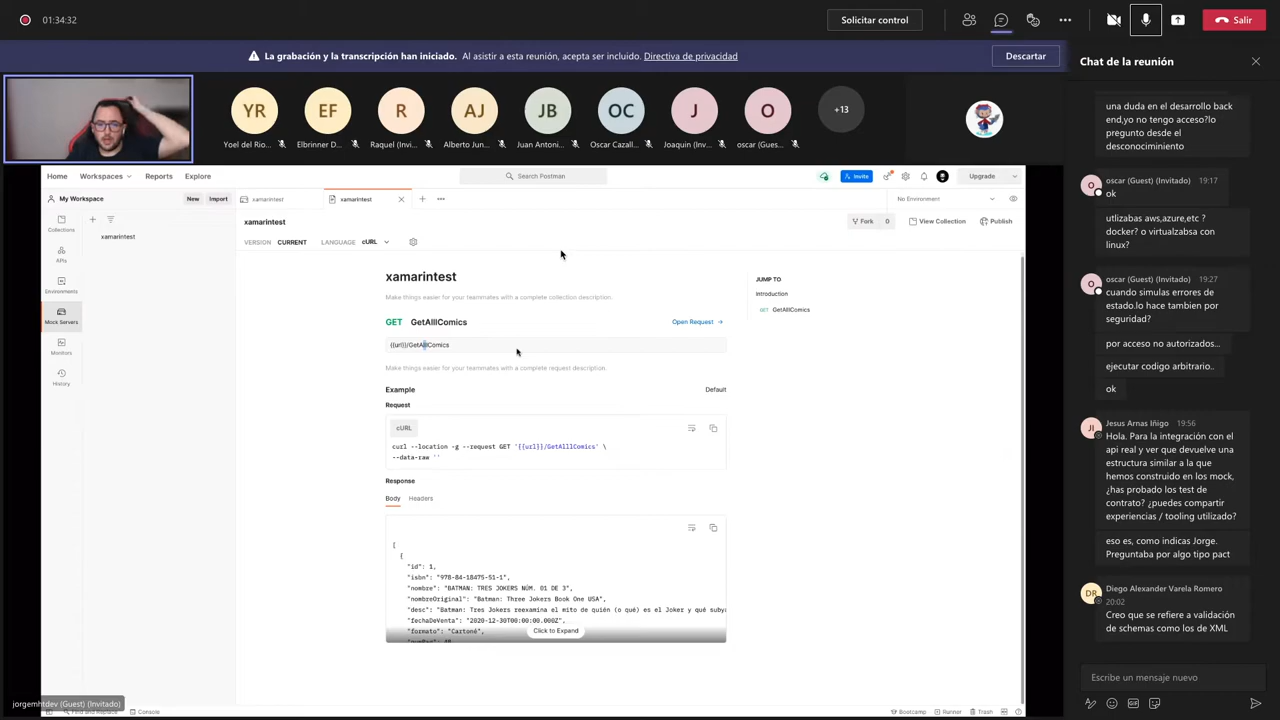 01:34:32
Solicitar control
Salir
La grabación y la transcripción han iniciado. Al asistir a esta reunión, acepta ser incluido. Directiva de privacidad
Descartar
Chat de la reunión
YR
EF
R
AJ
JB
OC
J
O
+13
Yoel del Rio...
Elbrinner D...
Raquel (Invi...
Alberto Jun...
Juan Antoni...
Oscar Cazall...
Joaquin (Invi...
oscar (Gues...
una duda en el desarrollo back
end,yo no tengo acceso?lo
pregunto desde el
desconocimiento
oscar (Guest) (Invitado) 19:17
ok
utlizabas aws,azure,etc ?
docker? o virtualizabsa con
linux?
oscar (Guest) (Invitado) 19:27
cuando simulas errores de
estado.lo hace tambien por
seguridad?
por acceso no autorizados...
ejecutar codigo arbitrario..
ok
JI
Jesus Arnas Iñigo 19:56
Hola. Para la integración con el
api real y ver que devuelve una
estructura similar a la que
hemos construido en los mock,
¿has probado los test de
contrato? ¿puedes compartir
experiencias / tooling utilizado?
eso es, como indicas Jorge.
Preguntaba por algo tipo pact
DR
Diego Alexander Varela Romero
20:02
Creo que se refiere a validación
de schemas como los de XML
Escribe un mensaje nuevo
Home
Workspaces
Reports
Explore
Search Postman
Invite
Upgrade
My Workspace
New
Import
xamarintest
xamarintest
No Environment
Collections
APIs
Environments
Mock Servers
Monitors
History
xamarintest
xamarintest
Fork 0
View Collection
Publish
VERSION CURRENT
LANGUAGE cURL
xamarintest
Make things easier for your teammates with a complete collection description.
JUMP TO
Introduction
GET GetAlllComics
GET GetAlllComics
Open Request →
{{url}}/GetAlllComics
Make things easier for your teammates with a complete request description.
Example
Default
Request
cURL
curl --location -g --request GET '{{url}}/GetAlllComics' \
--data-raw ''
Response
Body
Headers
[
{
"id": 1,
"isbn": "978-84-18475-51-1",
"nombre": "BATMAN: TRES JOKERS NÚM. 01 DE 3",
"nombreOriginal": "Batman: Three Jokers Book One USA",
"desc": "Batman: Tres Jokers reexamina el mito de quién (o qué) es el Joker y qué subya
"fechaDeVenta": "2020-12-30T00:00:00.000Z",
"formato": "Cartoné",
Click to Expand
jorgemhtdev (Guest) (Invitado)
Find and Replace
Console
Bootcamp
Runner
Trash